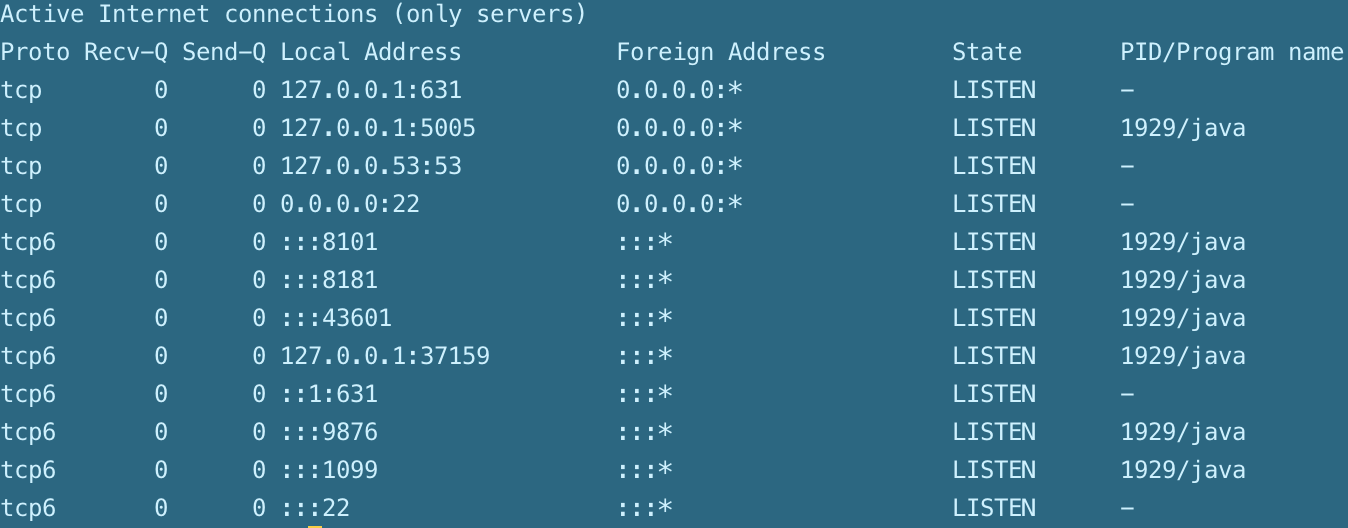 Active Internet connections (only servers)
Proto Recv-Q Send-Q Local Address           Foreign Address         State       PID/Program name
tcp        0      0 127.0.0.1:631           0.0.0.0:*               LISTEN      -
tcp        0      0 127.0.0.1:5005          0.0.0.0:*               LISTEN      1929/java
tcp        0      0 127.0.0.53:53           0.0.0.0:*               LISTEN      -
tcp        0      0 0.0.0.0:22              0.0.0.0:*               LISTEN      -
tcp6       0      0 :::8101                 :::*                    LISTEN      1929/java
tcp6       0      0 :::8181                 :::*                    LISTEN      1929/java
tcp6       0      0 :::43601                :::*                    LISTEN      1929/java
tcp6       0      0 127.0.0.1:37159         :::*                    LISTEN      1929/java
tcp6       0      0 ::1:631                 :::*                    LISTEN      -
tcp6       0      0 :::9876                 :::*                    LISTEN      1929/java
tcp6       0      0 :::1099                 :::*                    LISTEN      1929/java
tcp6       0      0 :::22                   :::*                    LISTEN      -